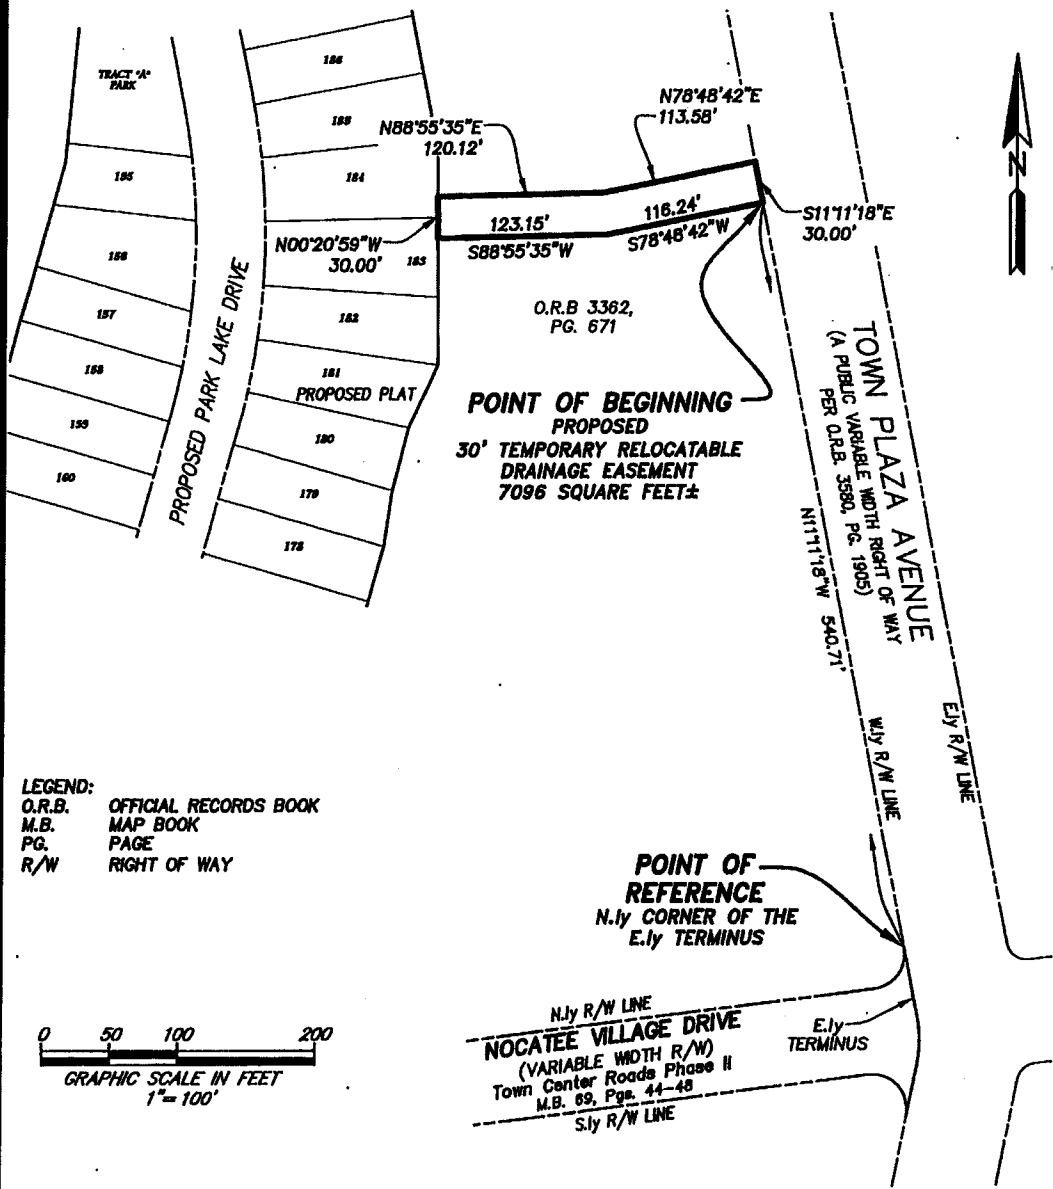 TRACT "A"
PARK
186
185
184
183
182
181
180
179
178
155
156
157
158
159
160
PROPOSED PARK LAKE DRIVE
PROPOSED PLAT
N88°55'35"E
120.12'
N78°48'42"E
113.58'
N
N00°20'59"W
30.00'
123.15'
S88°55'35"W
116.24'
S78°48'42"W
S11°11'18"E
30.00'
O.R.B 3362,
PG. 671
POINT OF BEGINNING
PROPOSED
30' TEMPORARY RELOCATABLE
DRAINAGE EASEMENT
7096 SQUARE FEET±
TOWN PLAZA AVENUE
(A PUBLIC VARIABLE WIDTH RIGHT OF WAY
PER O.R.B. 3580, PG. 1905)
N11°11'18"W 540.71'
W.ly R/W LINE
E.ly R/W LINE
LEGEND:
O.R.B. OFFICIAL RECORDS BOOK
M.B. MAP BOOK
PG. PAGE
R/W RIGHT OF WAY
POINT OF
REFERENCE
N.ly CORNER OF THE
E.ly TERMINUS
N.ly R/W LINE
NOCATEE VILLAGE DRIVE
(VARIABLE WIDTH R/W)
Town Center Roads Phase II
M.B. 69, Pgs. 44-48
S.ly R/W LINE
E.ly
TERMINUS
0 50 100 200
GRAPHIC SCALE IN FEET
1"= 100'